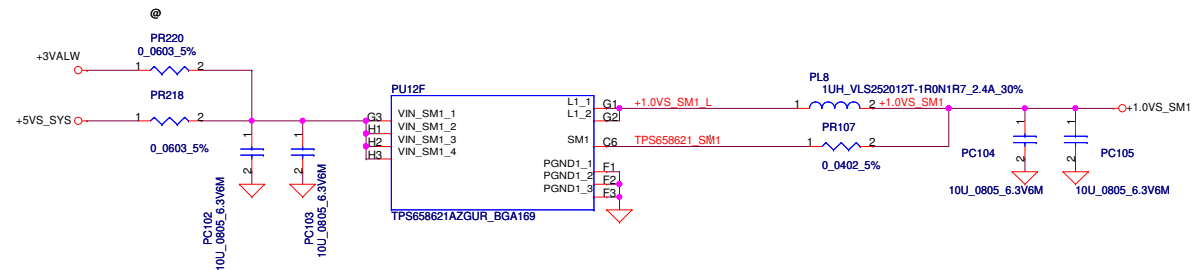 @
PR220
0_0603_5%
+3VALW
1
2
PR218
+5VS_SYS
1
2
0_0603_5%
1
2
PC102
10U_0805_6.3V6M
1
2
PC103
10U_0805_6.3V6M
PU12F
G3
VIN_SM1_1
H1
VIN_SM1_2
H2
VIN_SM1_3
H3
VIN_SM1_4
L1_1
G1
L1_2
G2
SM1
C6
PGND1_1
F1
PGND1_2
F2
PGND1_3
F3
TPS658621AZGUR_BGA169
+1.0VS_SM1_L
TPS658621_SM1
PL8
1UH_VLS252012T-1R0N1R7_2.4A_30%
1
2
+1.0VS_SM1
PR107
1
2
0_0402_5%
+1.0VS_SM1
1
2
PC104
10U_0805_6.3V6M
1
2
PC105
10U_0805_6.3V6M